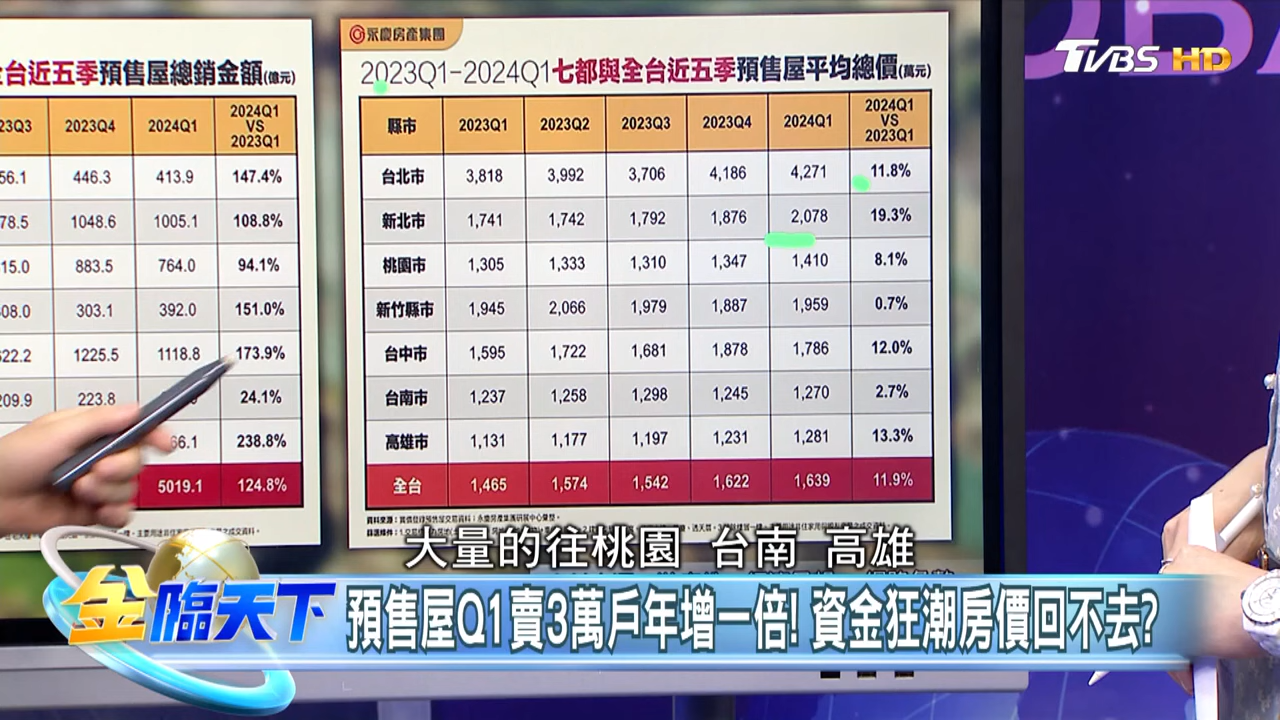 永慶房產集團
TVBS HD
全台近五季預售屋總銷金額(億元)
2023Q1-2024Q1七都與全台近五季預售屋平均總價(萬元)
23Q3 2023Q4 2024Q1 2024Q1 VS 2023Q1
56.1 446.3 413.9 147.4%
78.5 1048.6 1005.1 108.8%
15.0 883.5 764.0 94.1%
08.0 303.1 392.0 151.0%
522.2 1225.5 1118.8 173.9%
209.9 223.8 24.1%
66.1 238.8%
5019.1 124.8%
縣市 2023Q1 2023Q2 2023Q3 2023Q4 2024Q1 2024Q1 VS 2023Q1
台北市 3,818 3,992 3,706 4,186 4,271 11.8%
新北市 1,741 1,742 1,792 1,876 2,078 19.3%
桃園市 1,305 1,333 1,310 1,347 1,410 8.1%
新竹縣市 1,945 2,066 1,979 1,887 1,959 0.7%
台中市 1,595 1,722 1,681 1,878 1,786 12.0%
台南市 1,237 1,258 1,298 1,245 1,270 2.7%
高雄市 1,131 1,177 1,197 1,231 1,281 13.3%
全台 1,465 1,574 1,542 1,622 1,639 11.9%
大量的往桃園 台南 高雄
金臨天下
預售屋Q1賣3萬戶年增一倍!資金狂潮房價回不去?